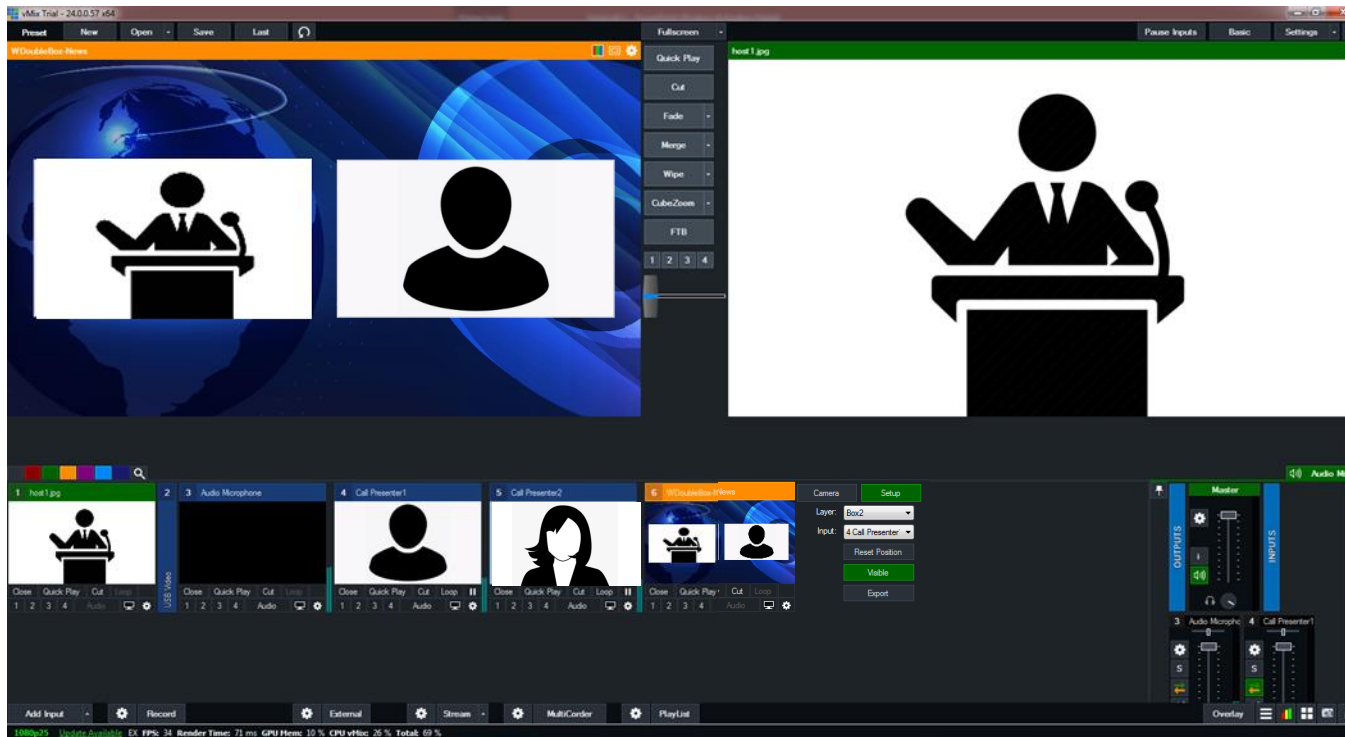 vMix Trial - 24.0.0.57 x64
Preset New Open Save Last Fullscreen Pause Inputs Basic Settings
WDoubleBox-News
host1.jpg
Quick Play
Cut
Fade
Merge
Wipe
CubeZoom
FTB
1 2 3 4
Audio Mi
1 host1.jpg
2
USB Video
3 Audio Microphone
4 Call Presenter1
5 Call Presenter2
6 WDoubleBox-News
Close Quick Play Cut Loop
1 2 3 4 Audio
Close Quick Play Cut Loop
1 2 3 4 Audio
Close Quick Play Cut Loop
1 2 3 4 Audio
Close Quick Play Cut Loop
1 2 3 4 Audio
Close Quick Play Cut Loop
1 2 3 4 Audio
Camera Setup
Layer: Box2
Input: 4 Call Presenter
Reset Position
Visible
Export
OUTPUTS
Master
INPUTS
3 Audio Micropho
S
4 Call Presenter1
S
Add Input Record External Stream MultiCorder PlayList Overlay
1080p25 Update Available EX FPS: 34 Render Time: 71 ms GPU Mem: 10 % CPU vMix: 26 % Total: 69 %